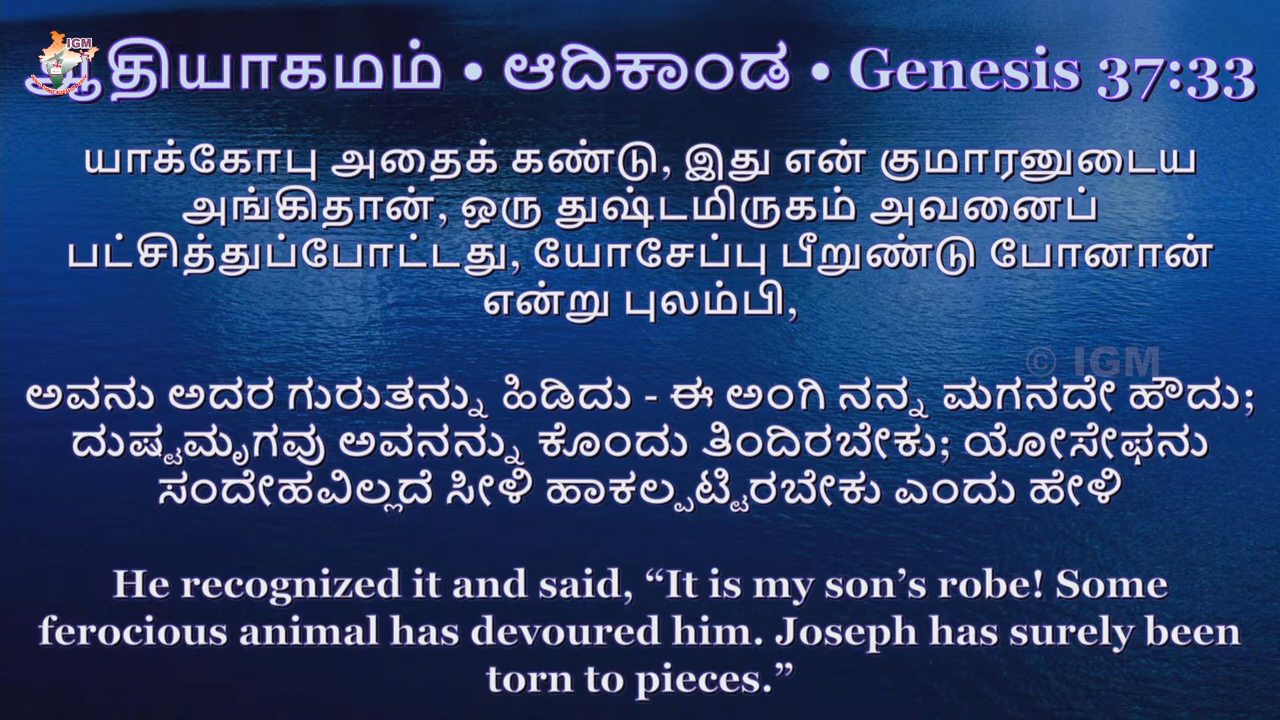 IGM
ஆதியாகமம் • ಆದಿಕಾಂಡ • Genesis 37:33
யாக்கோபு அதைக் கண்டு, இது என் குமாரனுடைய
அங்கிதான், ஒரு துஷ்டமிருகம் அவனைப்
பட்சித்துப்போட்டது, யோசேப்பு பீறுண்டு போனான்
என்று புலம்பி,
© IGM
ಅವನು ಅದರ ಗುರುತನ್ನು ಹಿಡಿದು - ಈ ಅಂಗಿ ನನ್ನ ಮಗನದೇ ಹೌದು;
ದುಷ್ಟಮೃಗವು ಅವನನ್ನು ಕೊಂದು ತಿಂದಿರಬೇಕು; ಯೋಸೇಫನು
ಸಂದೇಹವಿಲ್ಲದೆ ಸೀಳಿ ಹಾಕಲ್ಪಟ್ಟಿರಬೇಕು ಎಂದು ಹೇಳಿ
He recognized it and said, “It is my son’s robe! Some
ferocious animal has devoured him. Joseph has surely been
torn to pieces.”